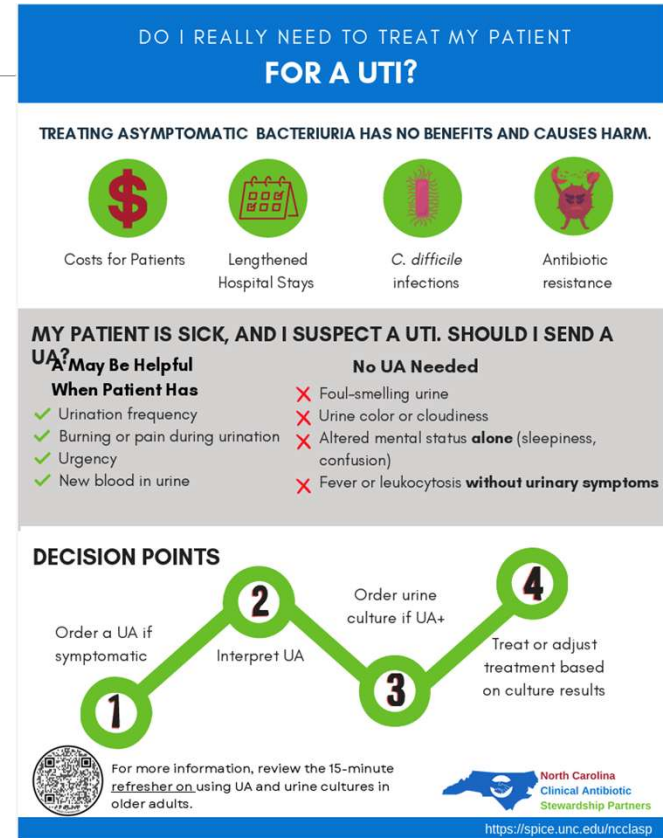 DO I REALLY NEED TO TREAT MY PATIENT
FOR A UTI?
TREATING ASYMPTOMATIC BACTERIURIA HAS NO BENEFITS AND CAUSES HARM.
$
Costs for Patients
Lengthened
Hospital Stays
C. difficile
infections
Antibiotic
resistance
MY PATIENT IS SICK, AND I SUSPECT A UTI. SHOULD I SEND A
UA?
A May Be Helpful
When Patient Has
Urination frequency
Burning or pain during urination
Urgency
New blood in urine
No UA Needed
Foul-smelling urine
Urine color or cloudiness
Altered mental status alone (sleepiness,
confusion)
Fever or leukocytosis without urinary symptoms
DECISION POINTS
1
Order a UA if
symptomatic
2
Interpret UA
3
Order urine
culture if UA+
4
Treat or adjust
treatment based
on culture results
For more information, review the 15-minute
refresher on using UA and urine cultures in
older adults.
North Carolina
Clinical Antibiotic
Stewardship Partners
https://spice.unc.edu/ncclasp